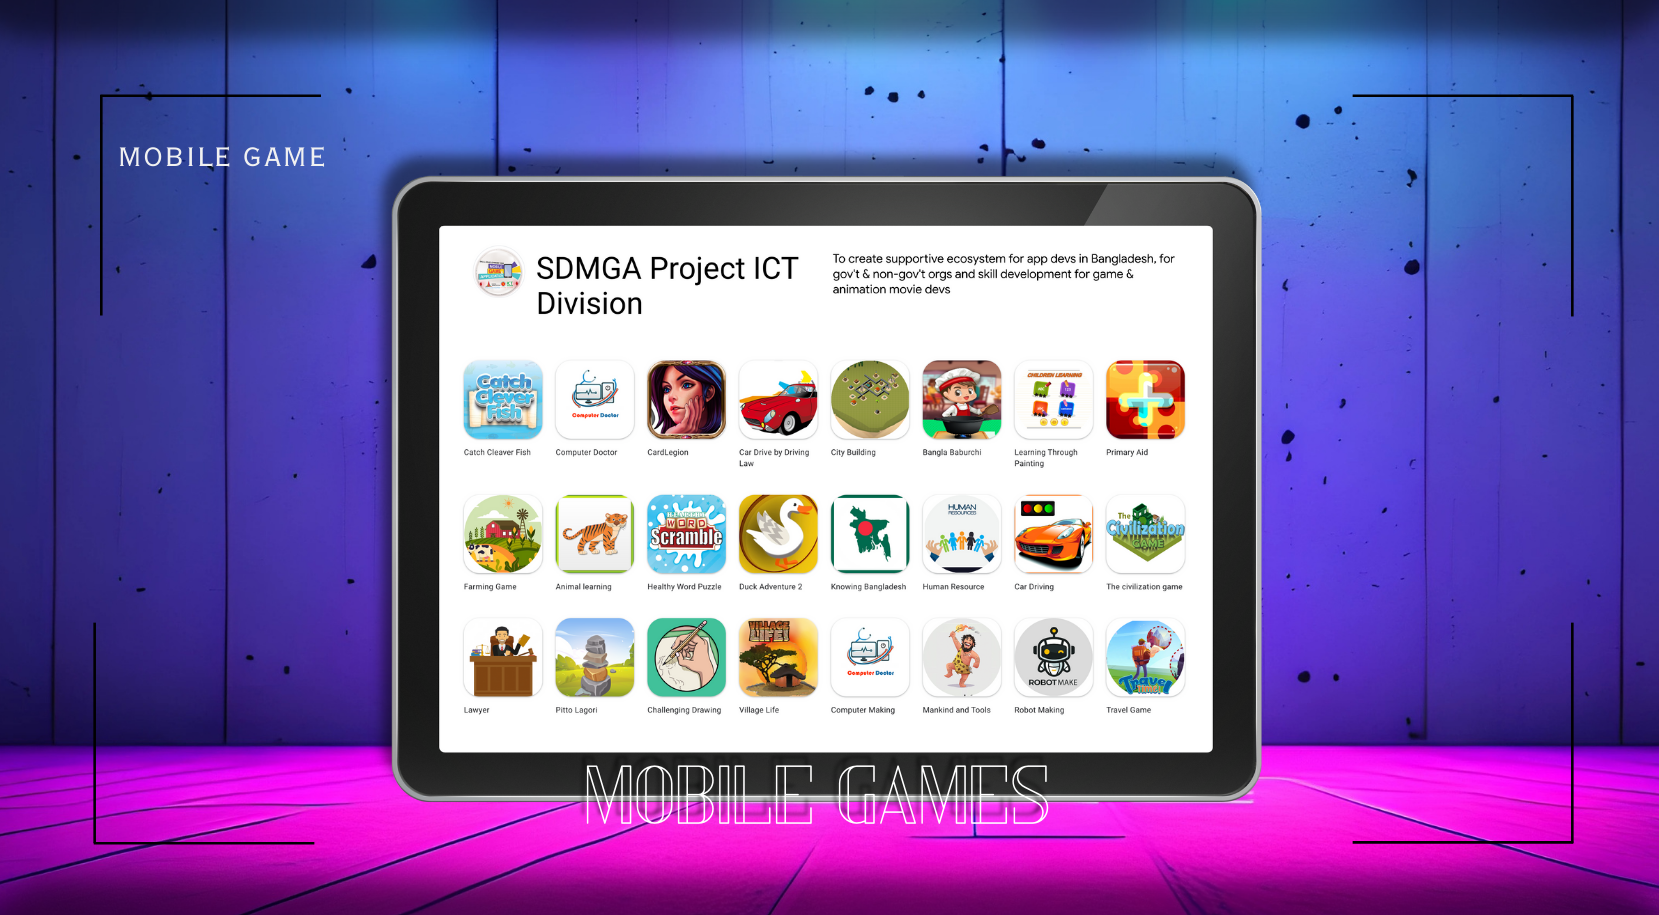 MOBILE GAME
SDMGA Project ICT
Division
To create supportive ecosystem for app devs in Bangladesh, for
gov't & non-gov't orgs and skill development for game &
animation movie devs
Catch
Clever
Fish
Computer Doctor
CHILDREN LEARNING
Catch Cleaver Fish
Computer Doctor
CardLegion
Car Drive by Driving
Law
City Building
Bangla Baburchi
Learning Through
Painting
Primary Aid
WORD
Scramble
HUMAN
RESOURCES
The
Civilization
GAME
Farming Game
Animal learning
Healthy Word Puzzle
Duck Adventure 2
Knowing Bangladesh
Human Resource
Car Driving
The civilization game
VILLAGE
LIFE!
Computer Doctor
ROBOT MAKE
Travel
Lawyer
Pitto Lagori
Challenging Drawing
Village Life
Computer Making
Mankind and Tools
Robot Making
Travel Game
MOBILE GAMES